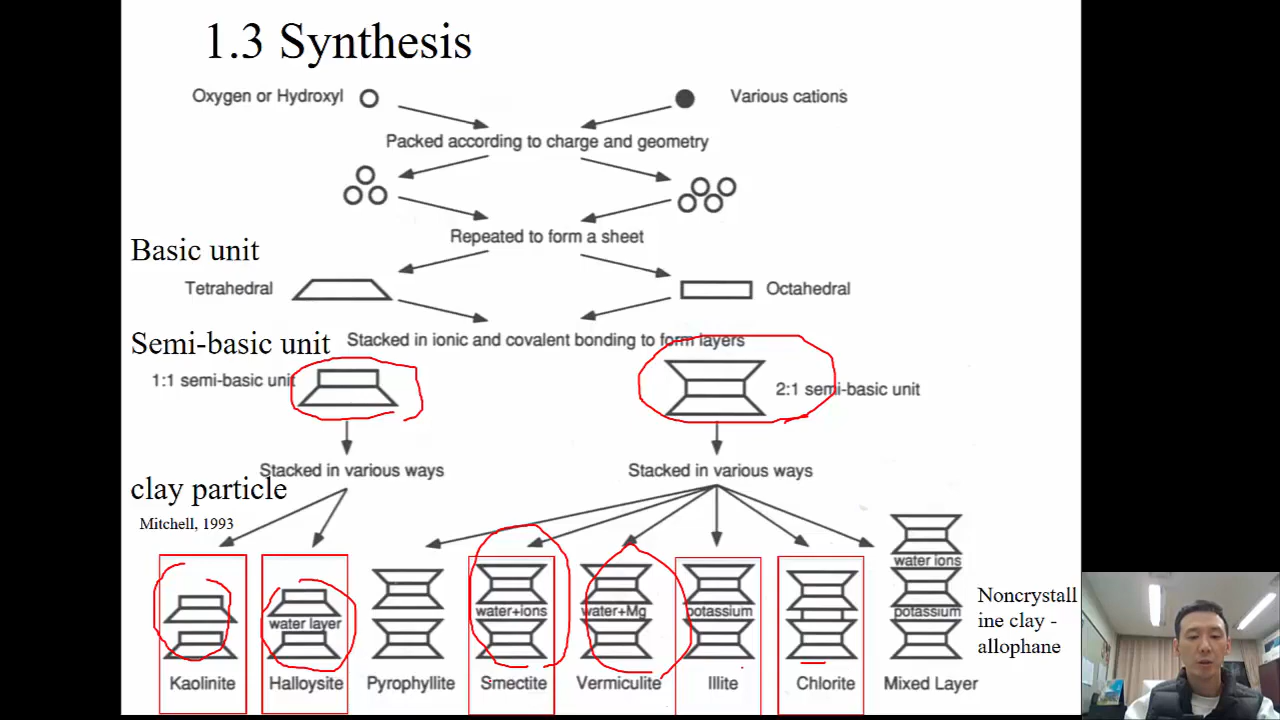 1.3 Synthesis
Oxygen or Hydroxyl
Various cations
Packed according to charge and geometry
Repeated to form a sheet
Basic unit
Tetrahedral
Octahedral
Semi-basic unit
Stacked in ionic and covalent bonding to form layers
1:1 semi-basic unit
2:1 semi-basic unit
Stacked in various ways
Stacked in various ways
clay particle
Mitchell, 1993
water layer
water+ions
water+Mg
potassium
water ions
potassium
Noncrystall
ine clay -
allophane
Kaolinite
Halloysite
Pyrophyllite
Smectite
Vermiculite
Illite
Chlorite
Mixed Layer